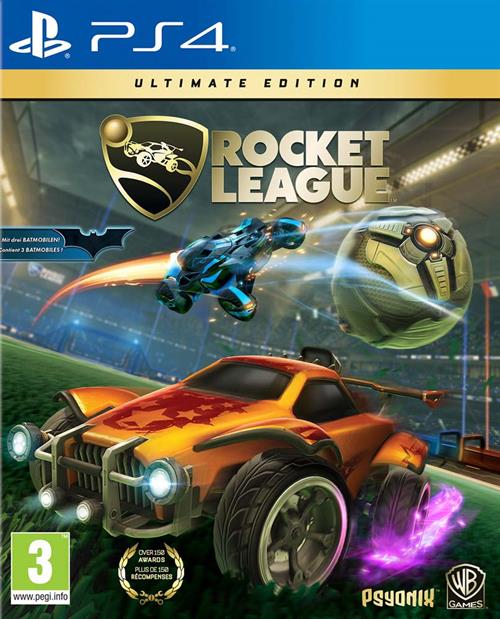 PS4
ULTIMATE EDITION
ROCKET
LEAGUE™
Mit drei BATMOBILEN!
Contient 3 BATMOBILES!
OVER 150
AWARDS
PLUS DE 150
RÉCOMPENSES
3
www.pegi.info
PSYONIX
WB
GAMES